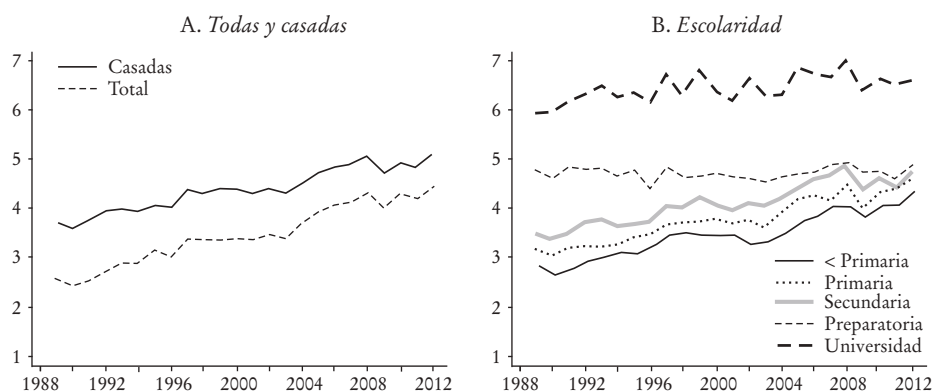 A. Todas y casadas
7
6
5
4
3
2
1
Casadas
Total
1988 1992 1996 2000 2004 2008 2012
B. Escolaridad
7
6
5
4
3
2
1
< Primaria
Primaria
Secundaria
Preparatoria
Universidad
1988 1992 1996 2000 2004 2008 2012